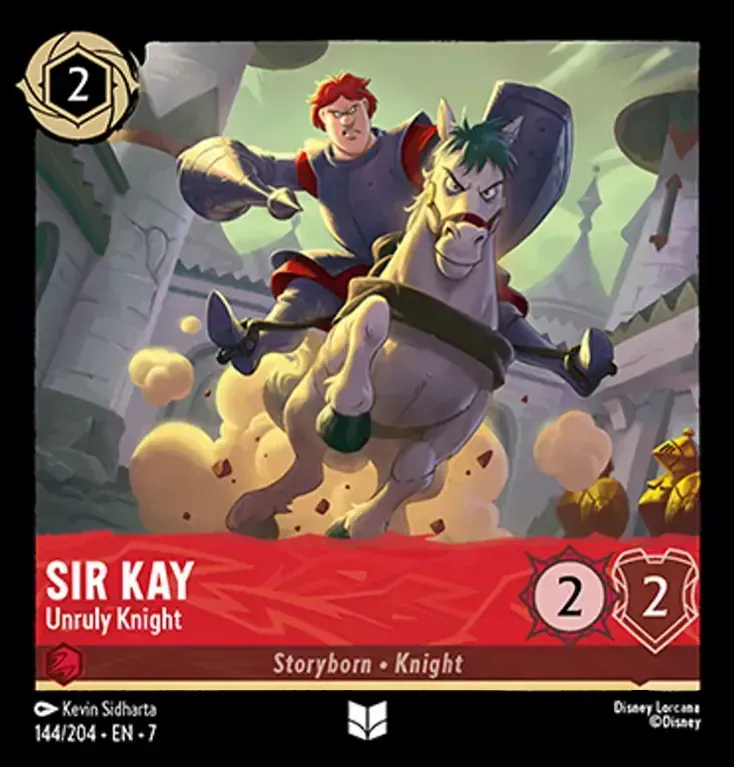 2
SIR KAY
Unruly Knight
2
2
Storyborn • Knight
Kevin Sidharta
144/204 • EN • 7
Disney Lorcana
©Disney